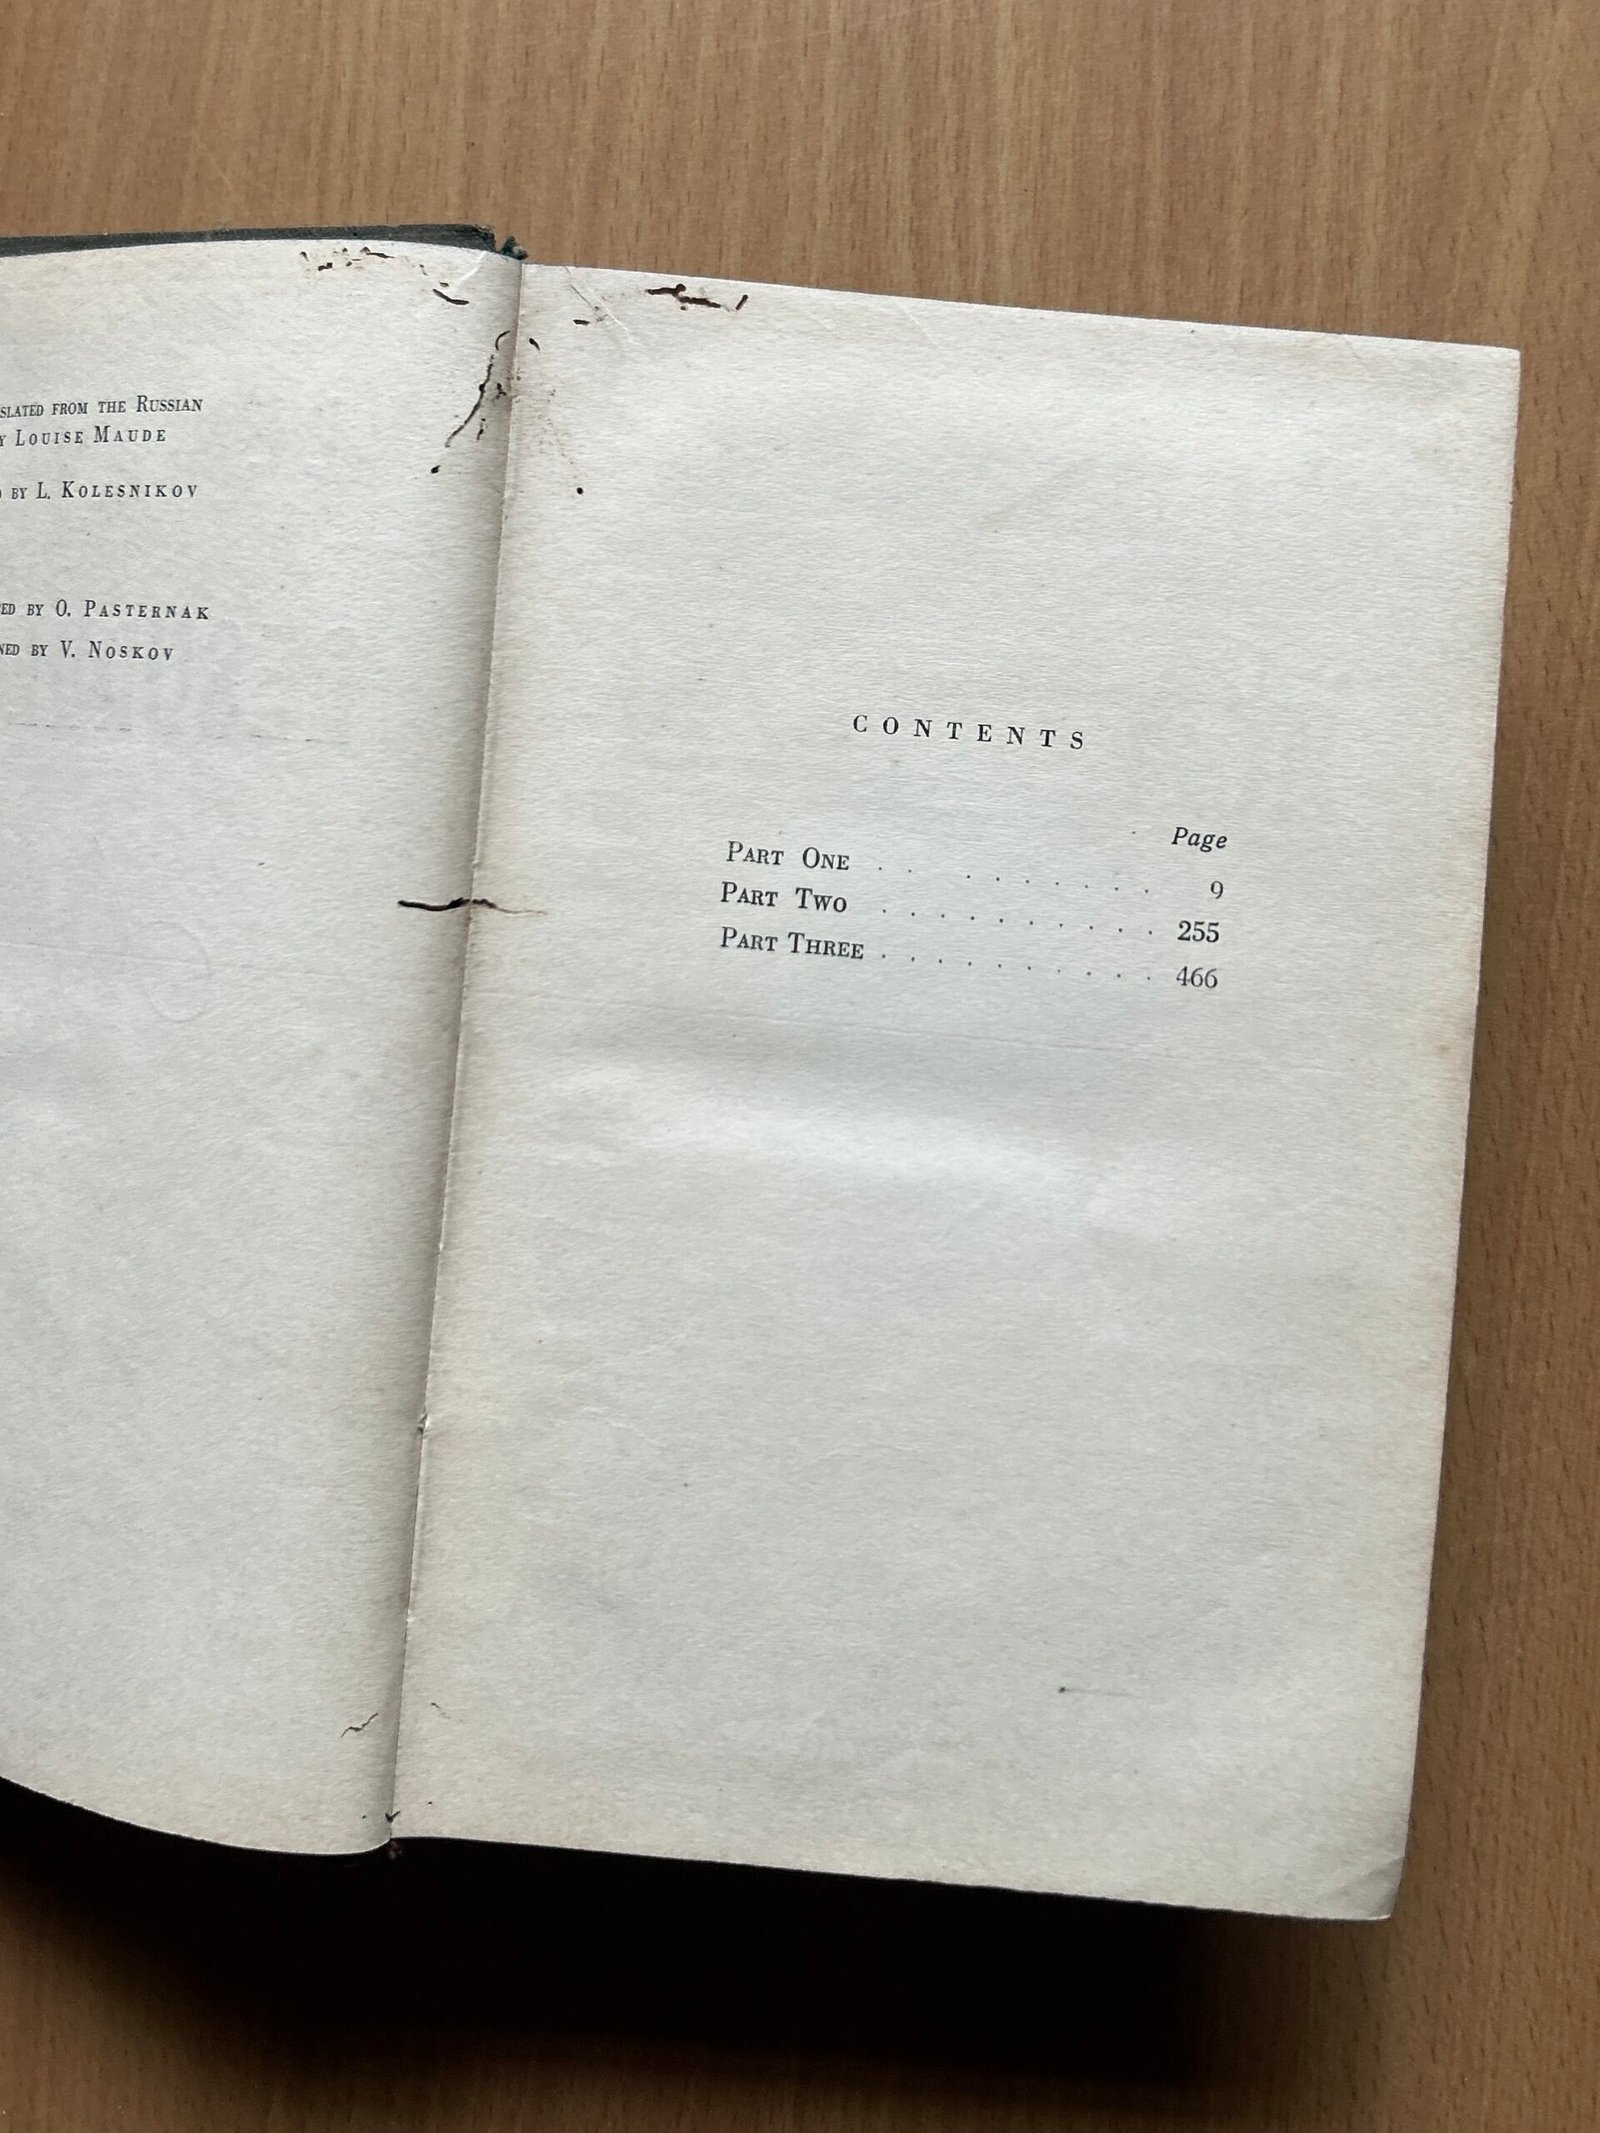 SLATED FROM THE RUSSIAN
Y LOUISE MAUDE
BY L. KOLESNIKOV
ED BY O. PASTERNAK
NED BY V. NOSKOV
CONTENTS
Page
PART ONE . . . . . . . . . 9
PART TWO . . . . . . . . . . 255
PART THREE . . . . . . . . . . 466